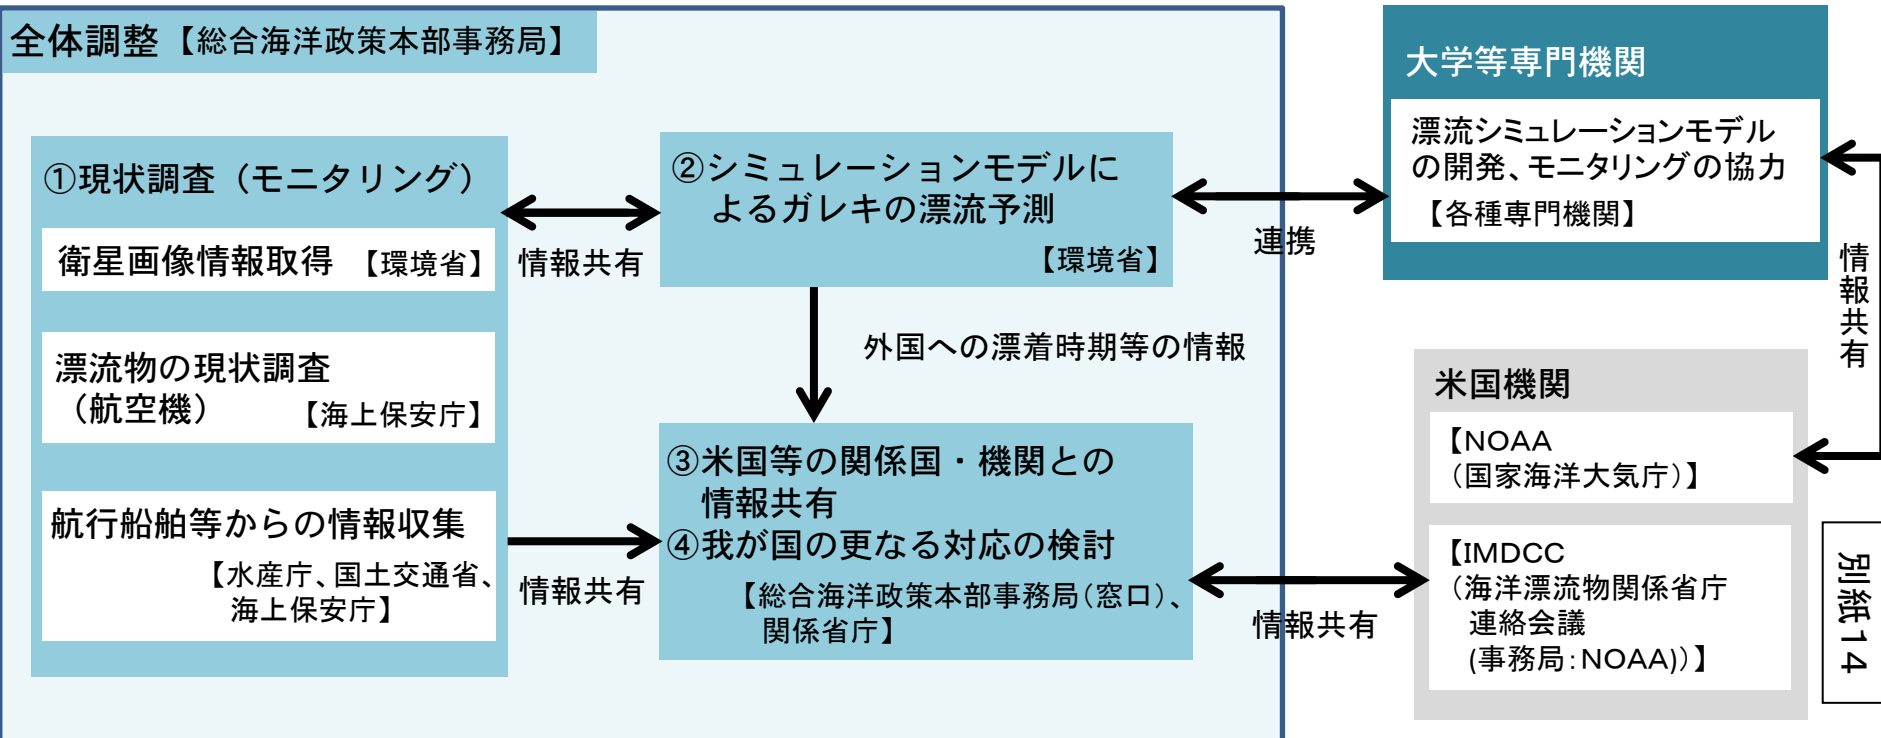 全体調整【総合海洋政策本部事務局】
①現状調査（モニタリング）
衛星画像情報取得 【環境省】
漂流物の現状調査
（航空機） 【海上保安庁】
航行船舶等からの情報収集
【水産庁、国土交通省、
海上保安庁】
情報共有
情報共有
②シミュレーションモデルに
よるガレキの漂流予測
【環境省】
外国への漂着時期等の情報
③米国等の関係国・機関との
情報共有
④我が国の更なる対応の検討
【総合海洋政策本部事務局（窓口）、
関係省庁】
連携
情報共有
大学等専門機関
漂流シミュレーションモデル
の開発、モニタリングの協力
【各種専門機関】
情報共有
米国機関
【NOAA
（国家海洋大気庁）】
【IMDCC
（海洋漂流物関係省庁
連絡会議
(事務局：NOAA)）】
別紙14